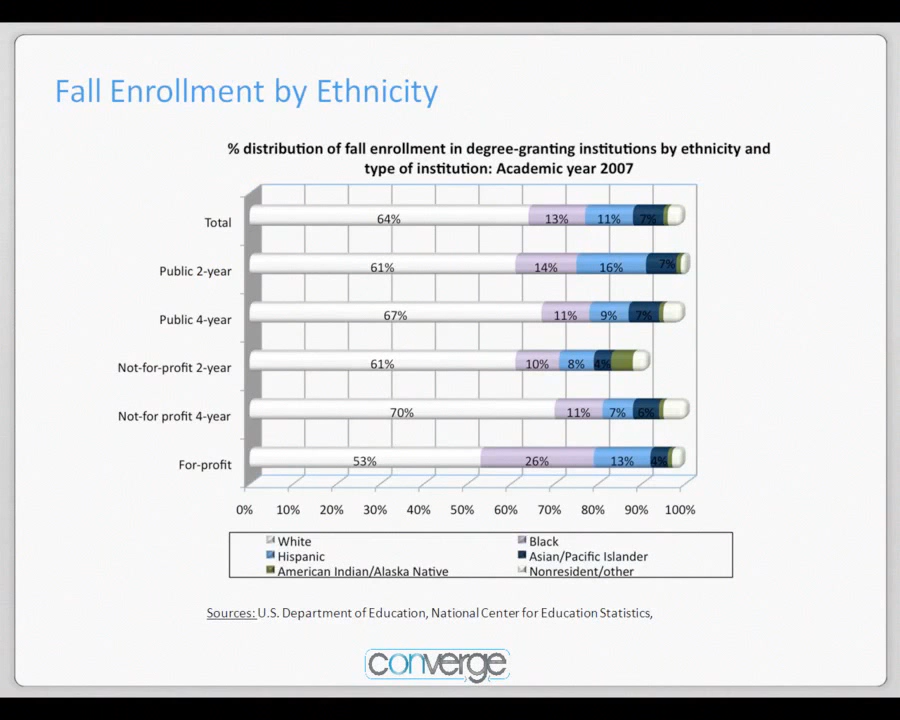 Fall Enrollment by Ethnicity
% distribution of fall enrollment in degree-granting institutions by ethnicity and
type of institution: Academic year 2007
Total 64% 13% 11% 7%
Public 2-year 61% 14% 16% 7%
Public 4-year 67% 11% 9% 7%
Not-for-profit 2-year 61% 10% 8% 4%
Not-for profit 4-year 70% 11% 7% 6%
For-profit 53% 26% 13% 4%
0% 10% 20% 30% 40% 50% 60% 70% 80% 90% 100%
White Black
Hispanic Asian/Pacific Islander
American Indian/Alaska Native Nonresident/other
Sources: U.S. Department of Education, National Center for Education Statistics,
converge